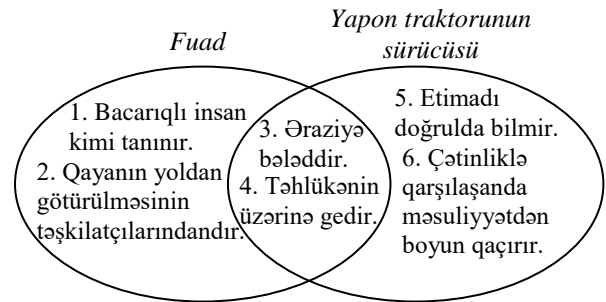 Fuad
Yapon traktorunun
sürücüsü
1. Bacarıqlı insan
kimi tanınır.
2. Qayanın yoldan
götürülməsinin
təşkilatçılarındandır.
3. Əraziyə
bələddir.
4. Təhlükənin
üzərinə gedir.
5. Etimadı
doğrulda bilmir.
6. Çətinliklə
qarşılaşanda
məsuliyyətdən
boyun qaçırır.